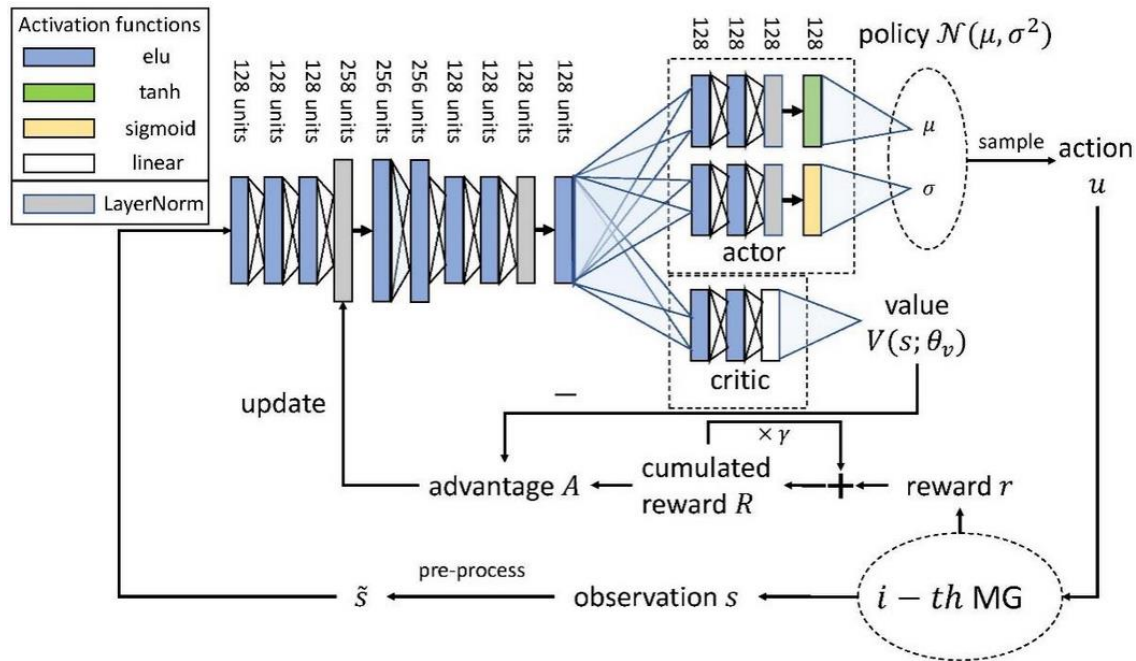 Activation functions
elu
tanh
sigmoid
linear
LayerNorm
128 units
128 units
128 units
258 units
256 units
256 units
128 units
128 units
128 units
128 units
128
128
128
128
policy 𝒩(μ, σ²)
μ
σ
sample
action
u
actor
critic
value
V(s; θᵥ)
update
−
× γ
advantage A
cumulated
reward R
+
reward r
s̃
pre-process
observation s
i − th MG